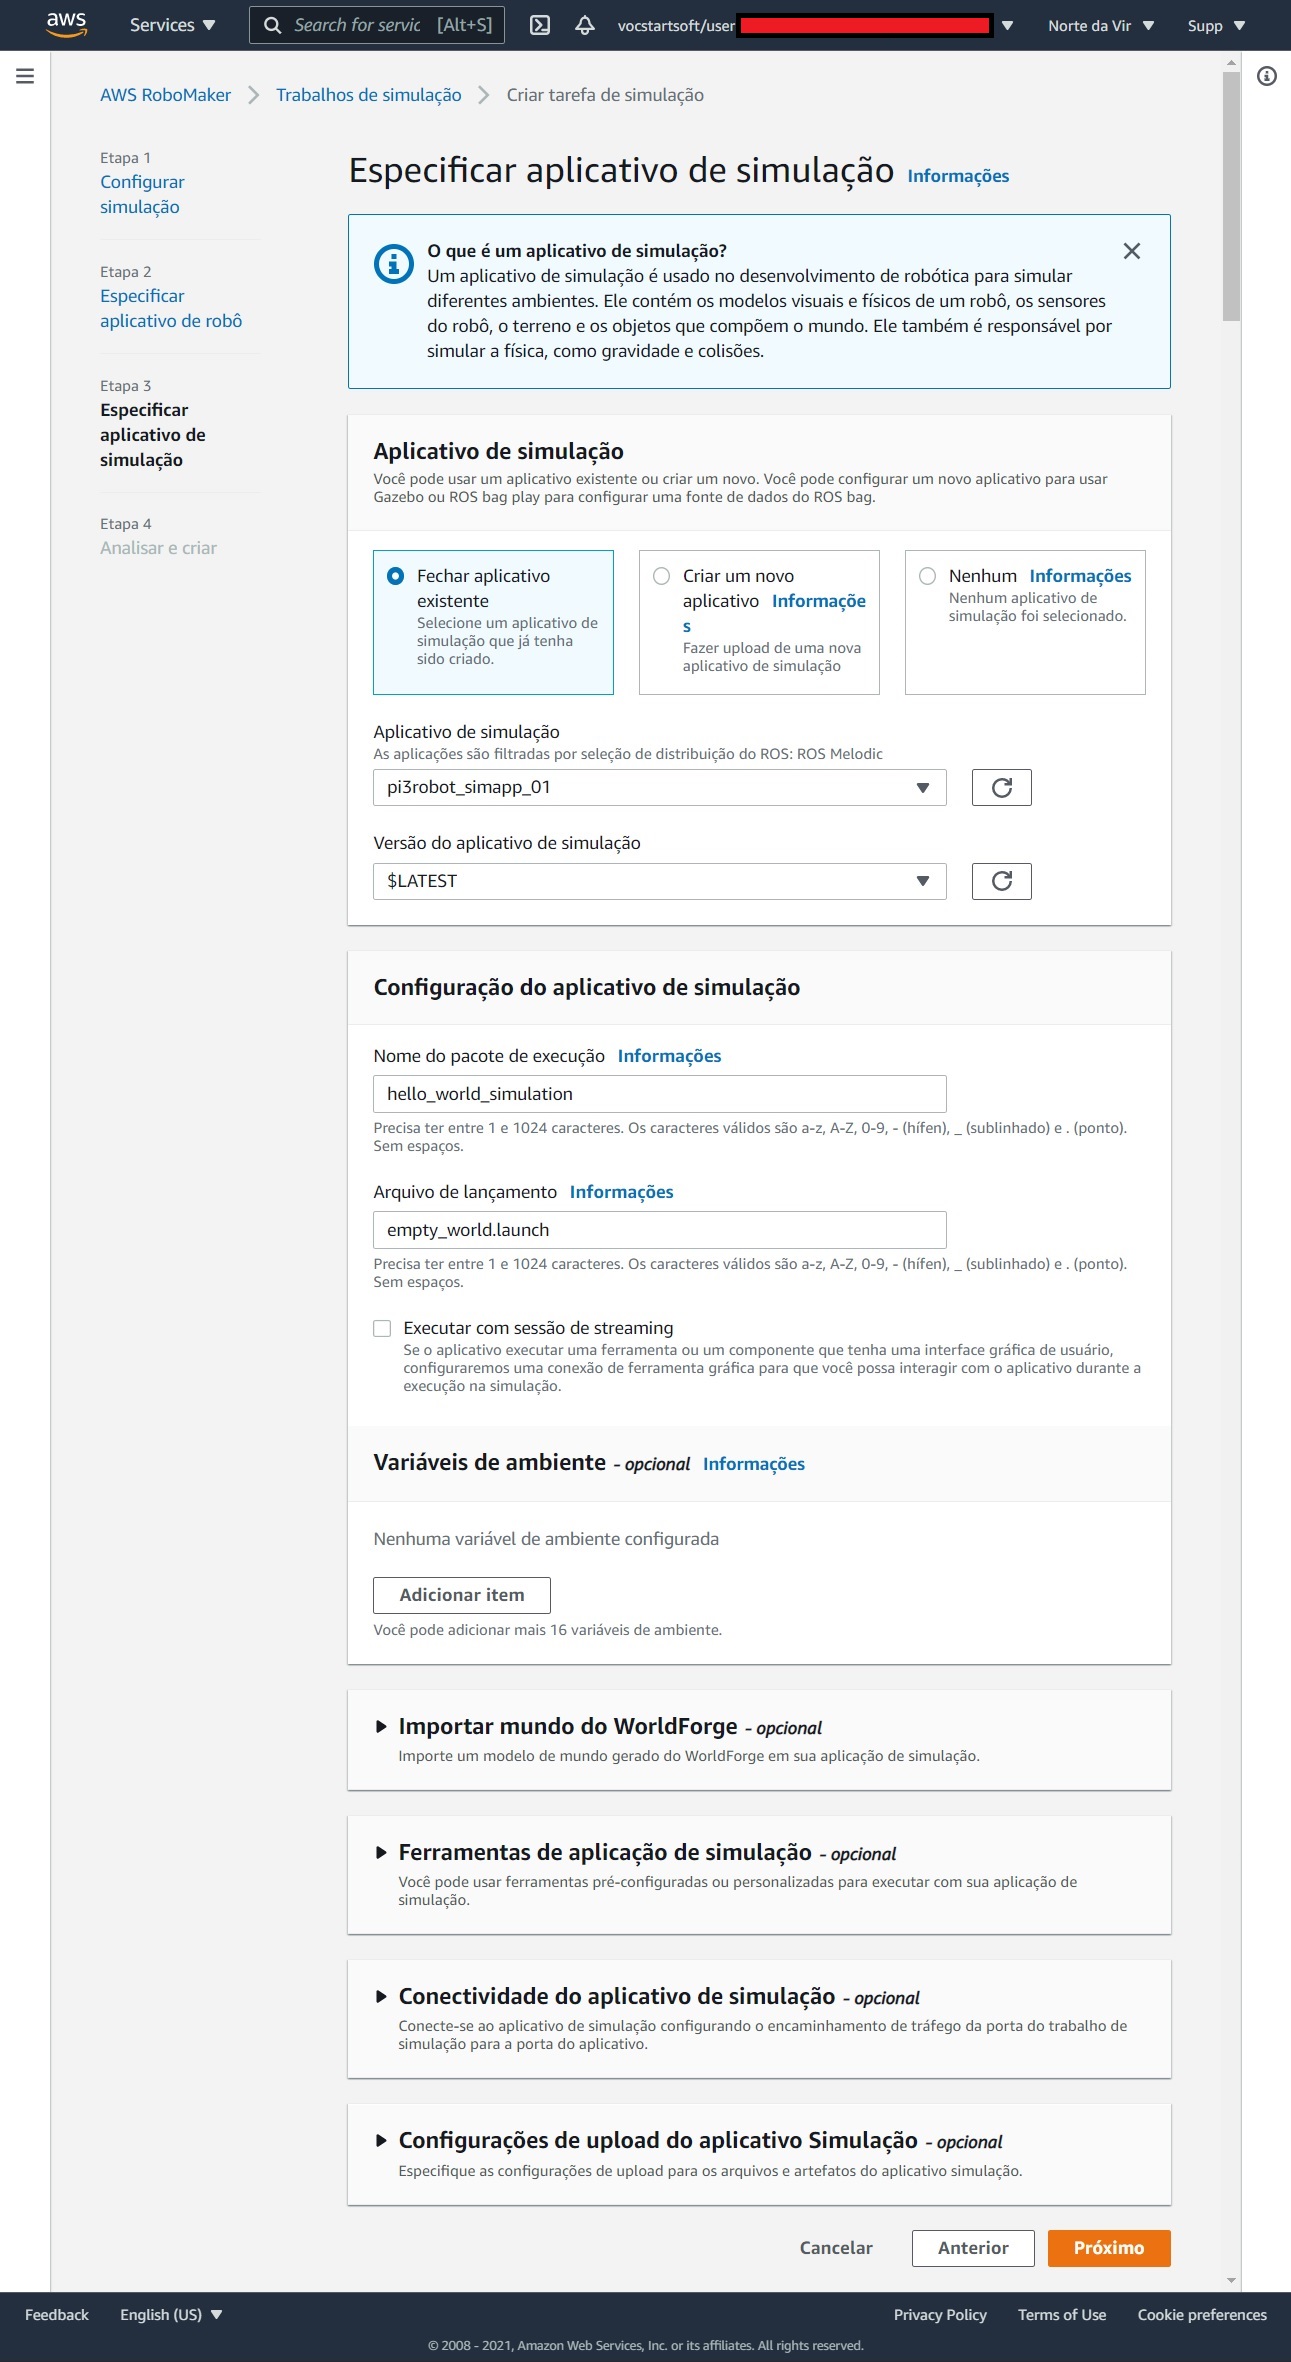 aws
Services
Search for servic [Alt+S]
vocstartsoft/user
Norte da Vir
Supp
AWS RoboMaker
Trabalhos de simulação
Criar tarefa de simulação
Etapa 1
Configurar
simulação
Etapa 2
Especificar
aplicativo de robô
Etapa 3
Especificar
aplicativo de
simulação
Etapa 4
Analisar e criar
Especificar aplicativo de simulação Informações
O que é um aplicativo de simulação?
Um aplicativo de simulação é usado no desenvolvimento de robótica para simular
diferentes ambientes. Ele contém os modelos visuais e físicos de um robô, os sensores
do robô, o terreno e os objetos que compõem o mundo. Ele também é responsável por
simular a física, como gravidade e colisões.
Aplicativo de simulação
Você pode usar um aplicativo existente ou criar um novo. Você pode configurar um novo aplicativo para usar
Gazebo ou ROS bag play para configurar uma fonte de dados do ROS bag.
Fechar aplicativo
existente
Selecione um aplicativo de
simulação que já tenha
sido criado.
Criar um novo
aplicativo Informaçõe
s
Fazer upload de uma nova
aplicativo de simulação
Nenhum Informações
Nenhum aplicativo de
simulação foi selecionado.
Aplicativo de simulação
As aplicações são filtradas por seleção de distribuição do ROS: ROS Melodic
pi3robot_simapp_01
Versão do aplicativo de simulação
$LATEST
Configuração do aplicativo de simulação
Nome do pacote de execução Informações
hello_world_simulation
Precisa ter entre 1 e 1024 caracteres. Os caracteres válidos são a-z, A-Z, 0-9, - (hífen), _ (sublinhado) e . (ponto).
Sem espaços.
Arquivo de lançamento Informações
empty_world.launch
Precisa ter entre 1 e 1024 caracteres. Os caracteres válidos são a-z, A-Z, 0-9, - (hífen), _ (sublinhado) e . (ponto).
Sem espaços.
Executar com sessão de streaming
Se o aplicativo executar uma ferramenta ou um componente que tenha uma interface gráfica de usuário,
configuraremos uma conexão de ferramenta gráfica para que você possa interagir com o aplicativo durante a
execução na simulação.
Variáveis de ambiente - opcional Informações
Nenhuma variável de ambiente configurada
Adicionar item
Você pode adicionar mais 16 variáveis de ambiente.
Importar mundo do WorldForge - opcional
Importe um modelo de mundo gerado do WorldForge em sua aplicação de simulação.
Ferramentas de aplicação de simulação - opcional
Você pode usar ferramentas pré-configuradas ou personalizadas para executar com sua aplicação de
simulação.
Conectividade do aplicativo de simulação - opcional
Conecte-se ao aplicativo de simulação configurando o encaminhamento de tráfego da porta do trabalho de
simulação para a porta do aplicativo.
Configurações de upload do aplicativo Simulação - opcional
Especifique as configurações de upload para os arquivos e artefatos do aplicativo simulação.
Cancelar
Anterior
Próximo
Feedback
English (US)
Privacy Policy
Terms of Use
Cookie preferences
© 2008 - 2021, Amazon Web Services, Inc. or its affiliates. All rights reserved.